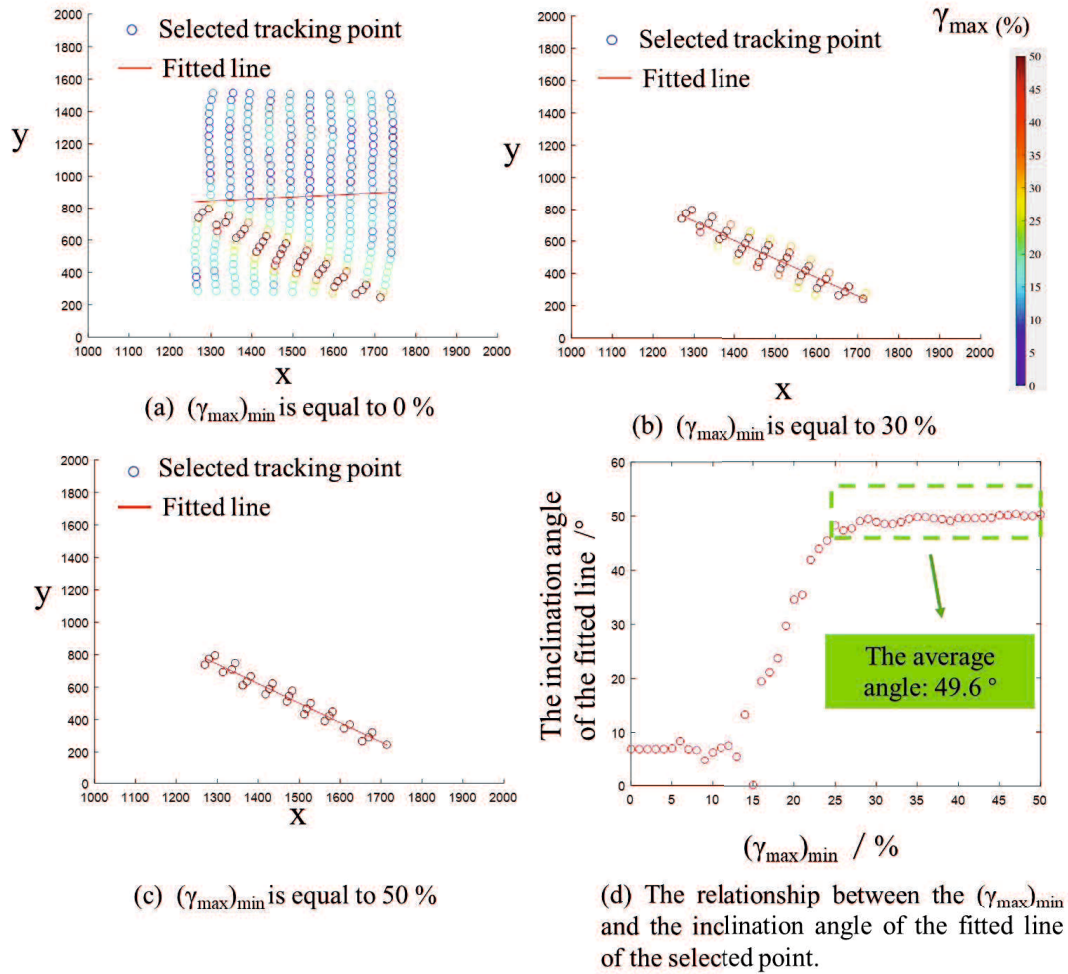 Selected tracking point
Fitted line
y
2000
1800
1600
1400
1200
1000
800
600
400
200
0
1000 1100 1200 1300 1400 1500 1600 1700 1800 1900 2000
x
(a) (γmax)min is equal to 0 %
Selected tracking point
Fitted line
y
2000
1800
1600
1400
1200
1000
800
600
400
200
0
1000 1100 1200 1300 1400 1500 1600 1700 1800 1900 2000
x
γmax (%)
50
45
40
35
30
25
20
15
10
5
0
(b) (γmax)min is equal to 30 %
Selected tracking point
Fitted line
y
2000
1800
1600
1400
1200
1000
800
600
400
200
0
1000 1100 1200 1300 1400 1500 1600 1700 1800 1900 2000
x
(c) (γmax)min is equal to 50 %
The inclination angle
of the fitted line /°
60
50
40
30
20
10
0
0 5 10 15 20 25 30 35 40 45 50
The average
angle: 49.6 °
(γmax)min / %
(d) The relationship between the (γmax)min
and the inclination angle of the fitted line
of the selected point.